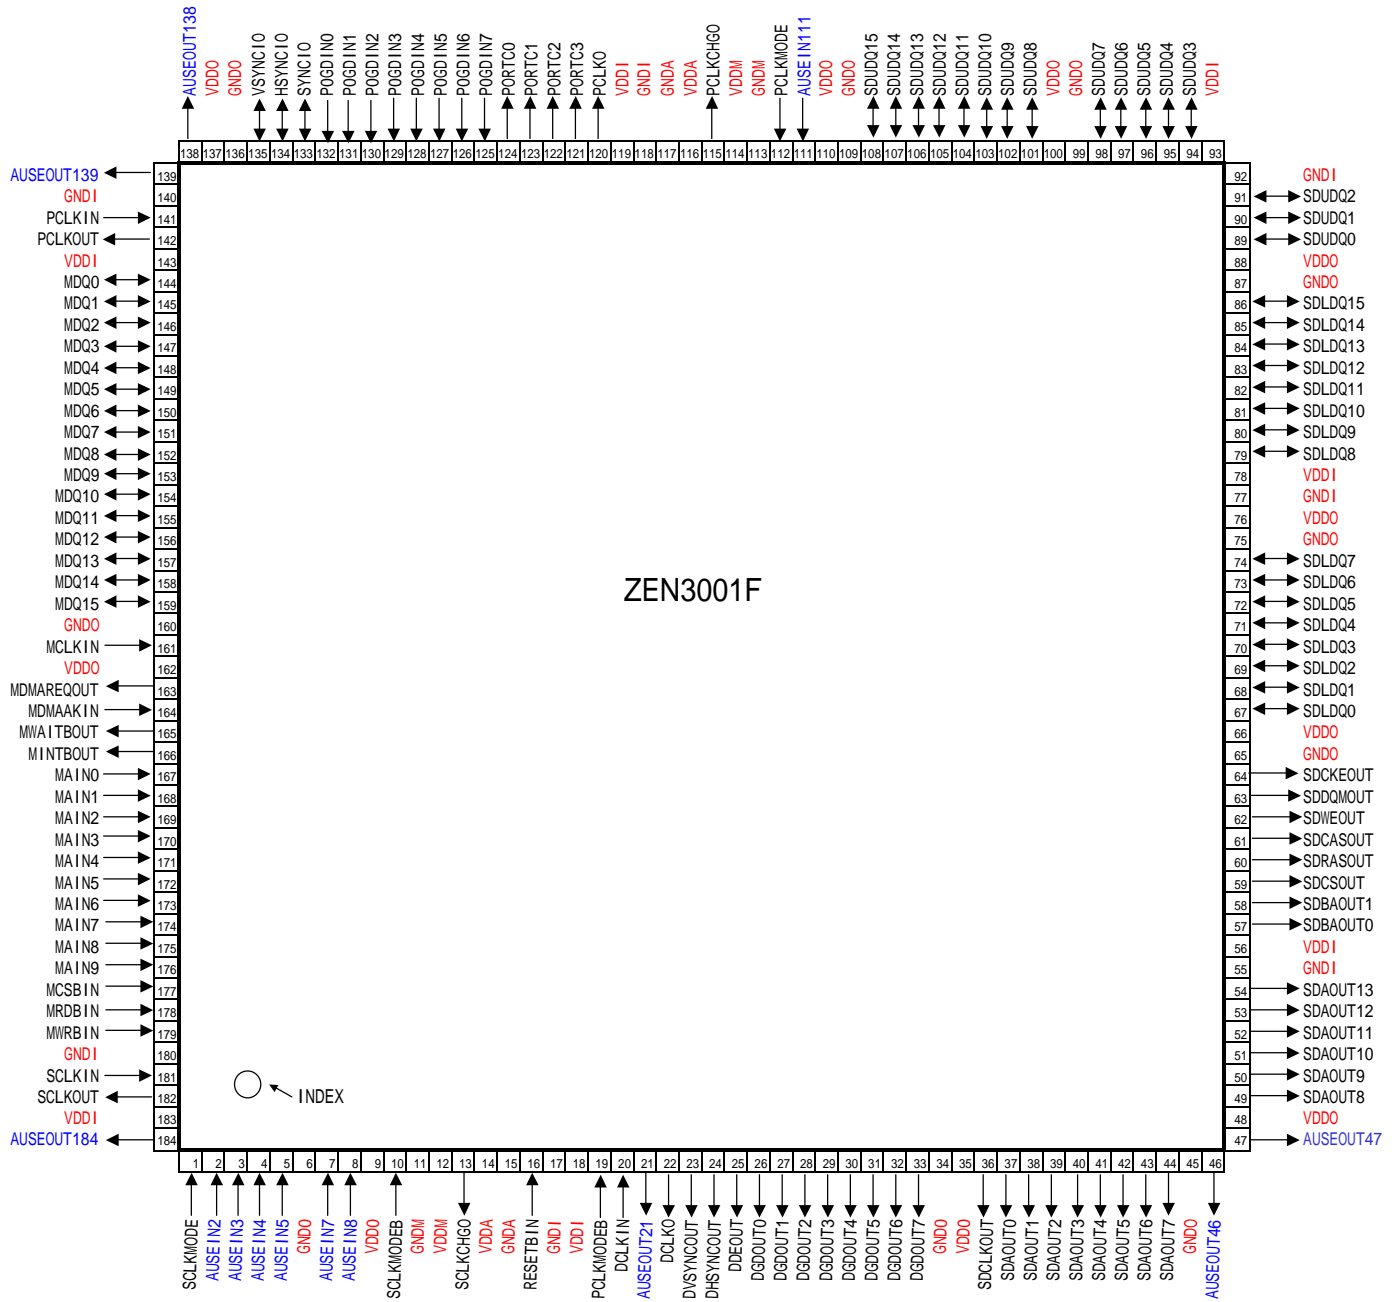 AUSEOUT138
VDDO
GNDO
VSYNCIO
HSYNCIO
SYNCIO
POGDIN0
POGDIN1
POGDIN2
POGDIN3
POGDIN4
POGDIN5
POGDIN6
POGDIN7
PORTC0
PORTC1
PORTC2
PORTC3
PCLKO
VDDI
GNDI
GNDA
VDDA
PCLKCHGO
VDDM
GNDM
PCLKMODE
AUSEIN111
VDDO
GNDO
SDUDQ15
SDUDQ14
SDUDQ13
SDUDQ12
SDUDQ11
SDUDQ10
SDUDQ9
SDUDQ8
VDDO
GNDO
SDUDQ7
SDUDQ6
SDUDQ5
SDUDQ4
SDUDQ3
VDDI
138 137 136 135 134 133 132 131 130 129 128 127 126 125 124 123 122 121 120 119 118 117 116 115 114 113 112 111 110 109 108 107 106 105 104 103 102 101 100 99 98 97 96 95 94 93
AUSEOUT139 139
GNDI 140
PCLKIN 141
PCLKOUT 142
VDDI 143
MDQ0 144
MDQ1 145
MDQ2 146
MDQ3 147
MDQ4 148
MDQ5 149
MDQ6 150
MDQ7 151
MDQ8 152
MDQ9 153
MDQ10 154
MDQ11 155
MDQ12 156
MDQ13 157
MDQ14 158
MDQ15 159
GNDO 160
MCLKIN 161
VDDO 162
MDMAREQOUT 163
MDMAAKIN 164
MWAITBOUT 165
MINTBOUT 166
MAIN0 167
MAIN1 168
MAIN2 169
MAIN3 170
MAIN4 171
MAIN5 172
MAIN6 173
MAIN7 174
MAIN8 175
MAIN9 176
MCSBIN 177
MRDBIN 178
MWRBIN 179
GNDI 180
SCLKIN 181
SCLKOUT 182
VDDI 183
AUSEOUT184 184
ZEN3001F
INDEX
92 GNDI
91 SDUDQ2
90 SDUDQ1
89 SDUDQ0
88 VDDO
87 GNDO
86 SDLDQ15
85 SDLDQ14
84 SDLDQ13
83 SDLDQ12
82 SDLDQ11
81 SDLDQ10
80 SDLDQ9
79 SDLDQ8
78 VDDI
77 GNDI
76 VDDO
75 GNDO
74 SDLDQ7
73 SDLDQ6
72 SDLDQ5
71 SDLDQ4
70 SDLDQ3
69 SDLDQ2
68 SDLDQ1
67 SDLDQ0
66 VDDO
65 GNDO
64 SDCKEOUT
63 SDDQMOUT
62 SDWEOUT
61 SDCASOUT
60 SDRASOUT
59 SDCSOUT
58 SDBAOUT1
57 SDBAOUT0
56 VDDI
55 GNDI
54 SDAOUT13
53 SDAOUT12
52 SDAOUT11
51 SDAOUT10
50 SDAOUT9
49 SDAOUT8
48 VDDO
47 AUSEOUT47
1 2 3 4 5 6 7 8 9 10 11 12 13 14 15 16 17 18 19 20 21 22 23 24 25 26 27 28 29 30 31 32 33 34 35 36 37 38 39 40 41 42 43 44 45 46
SCLKMODE
AUSEIN2
AUSEIN3
AUSEIN4
AUSEIN5
GNDO
AUSEIN7
AUSEIN8
VDDO
SCLKMODEB
GNDM
VDDM
SCLKCHGO
VDDA
GNDA
RESETBIN
GNDI
VDDI
PCLKMODEB
DCLKIN
AUSEOUT21
DCLKO
DVSYNCOUT
DHSYNCOUT
DDEOUT
DGDOUT0
DGDOUT1
DGDOUT2
DGDOUT3
DGDOUT4
DGDOUT5
DGDOUT6
DGDOUT7
GNDO
VDDO
SDCLKOUT
SDAOUT0
SDAOUT1
SDAOUT2
SDAOUT3
SDAOUT4
SDAOUT5
SDAOUT6
SDAOUT7
GNDO
AUSEOUT46